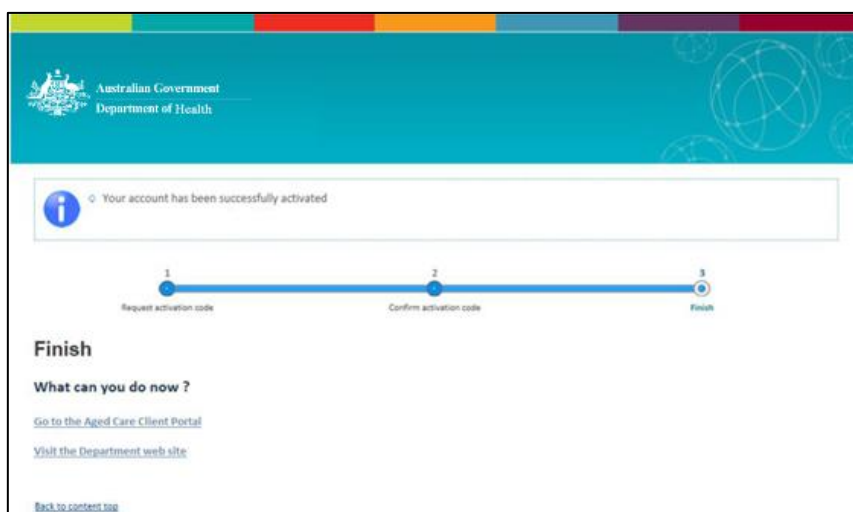 Australian Government
Department of Health
Your account has been successfully activated
1 2 3
Request activation code Confirm activation code Finish
Finish
What can you do now ?
Go to the Aged Care Client Portal
Visit the Department web site
Back to content top